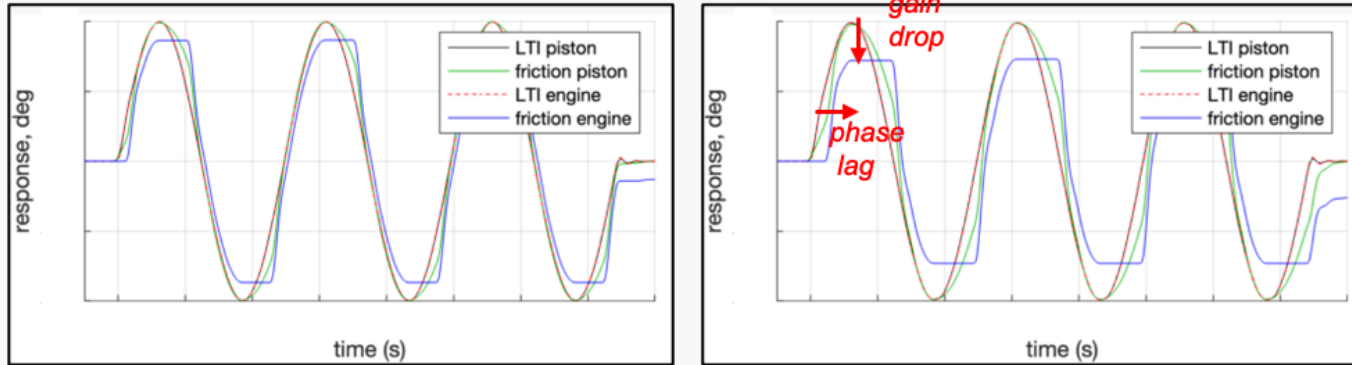 response, deg
LTI piston
friction piston
LTI engine
friction engine
time (s)
response, deg
gain
drop
phase
lag
LTI piston
friction piston
LTI engine
friction engine
time (s)